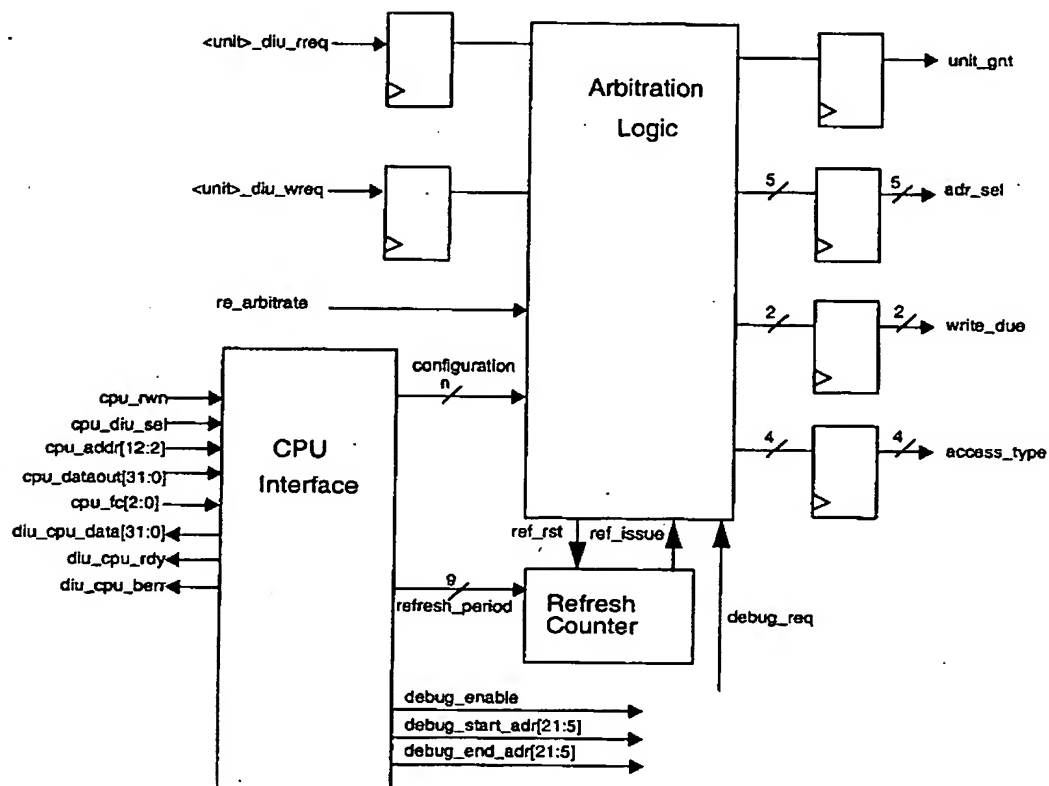 <unit>_diu_rreq
Arbitration
Logic
unit_gnt
<unit>_diu_wreq
5
5
adr_sel
re_arbitrate
2
2
write_due
configuration
n
cpu_rwn
cpu_diu_sel
cpu_addr[12:2]
cpu_dataout[31:0]
cpu_fc[2:0]
diu_cpu_data[31:0]
diu_cpu_rdy
diu_cpu_berr
CPU
Interface
4
4
access_type
ref_rst
ref_issue
9
refresh_period
Refresh
Counter
debug_req
debug_enable
debug_start_adr[21:5]
debug_end_adr[21:5]